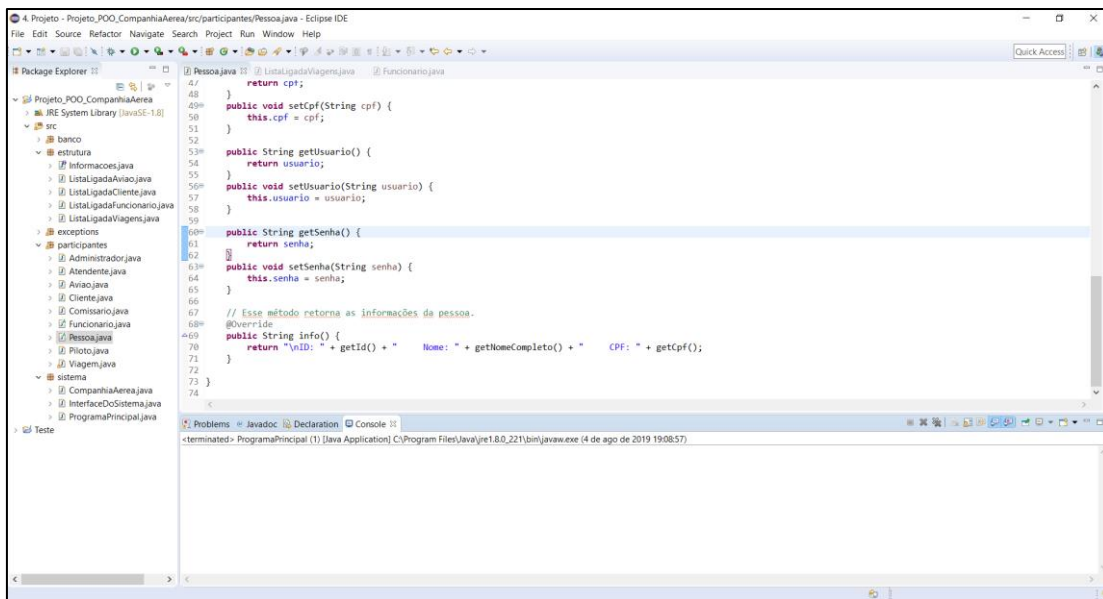 4. Projeto - Projeto_POO_CompanhiaAerea/src/participantes/Pessoa.java - Eclipse IDE
File Edit Source Refactor Navigate Search Project Run Window Help
Quick Access
Package Explorer
Projeto_POO_CompanhiaAerea
JRE System Library [JavaSE-1.8]
src
banco
estrutura
Informacoes.java
ListaLigadaAviao.java
ListaLigadaCliente.java
ListaLigadaFuncionario.java
ListaLigadaViagens.java
exceptions
participantes
Administrador.java
Atendente.java
Aviao.java
Cliente.java
Comissario.java
Funcionario.java
Pessoa.java
Piloto.java
Viagem.java
sistema
CompanhiaAerea.java
InterfaceDoSistema.java
ProgramaPrincipal.java
Teste
Pessoa.java ListaLigadaViagens.java Funcionario.java
47 return cpf;
48 }
49 public void setCpf(String cpf) {
50 this.cpf = cpf;
51 }
52
53 public String getUsuario() {
54 return usuario;
55 }
56 public void setUsuario(String usuario) {
57 this.usuario = usuario;
58 }
59
60 public String getSenha() {
61 return senha;
62 }
63 public void setSenha(String senha) {
64 this.senha = senha;
65 }
66
67 // Esse método retorna as informações da pessoa.
68 @Override
69 public String info() {
70 return "\nID: " + getId() + "     Nome: " + getNomeCompleto() + "     CPF: " + getCpf();
71 }
72
73 }
74
Problems Javadoc Declaration Console
<terminated> ProgramaPrincipal (1) [Java Application] C:\Program Files\Java\jre1.8.0_221\bin\javaw.exe (4 de ago de 2019 19:08:57)